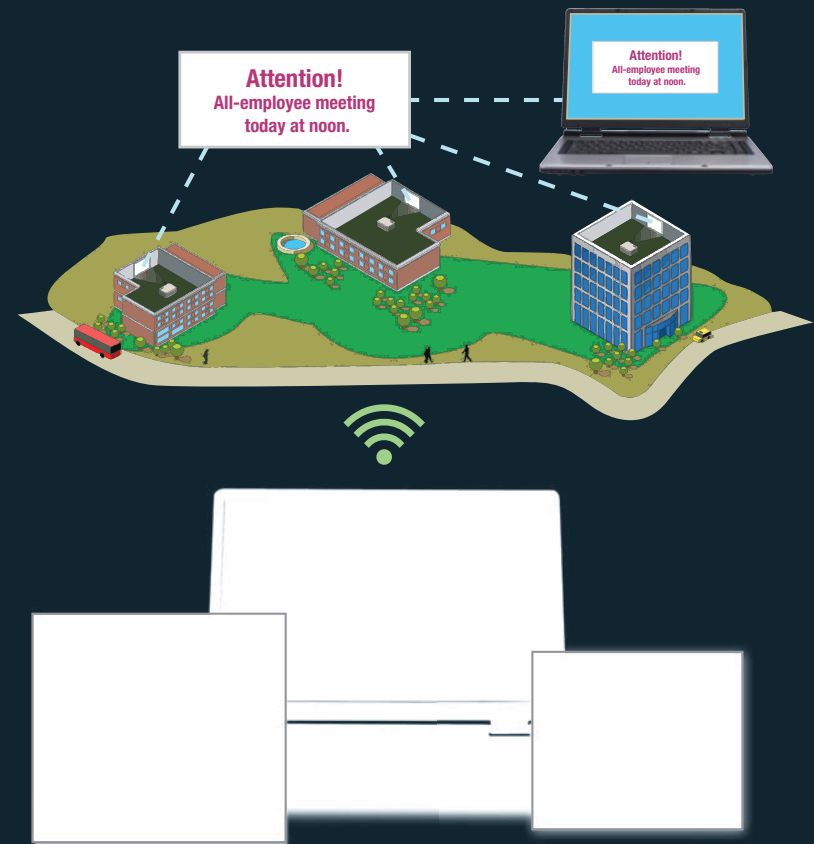 Attention!
All-employee meeting
today at noon.
Attention!
All-employee meeting
today at noon.